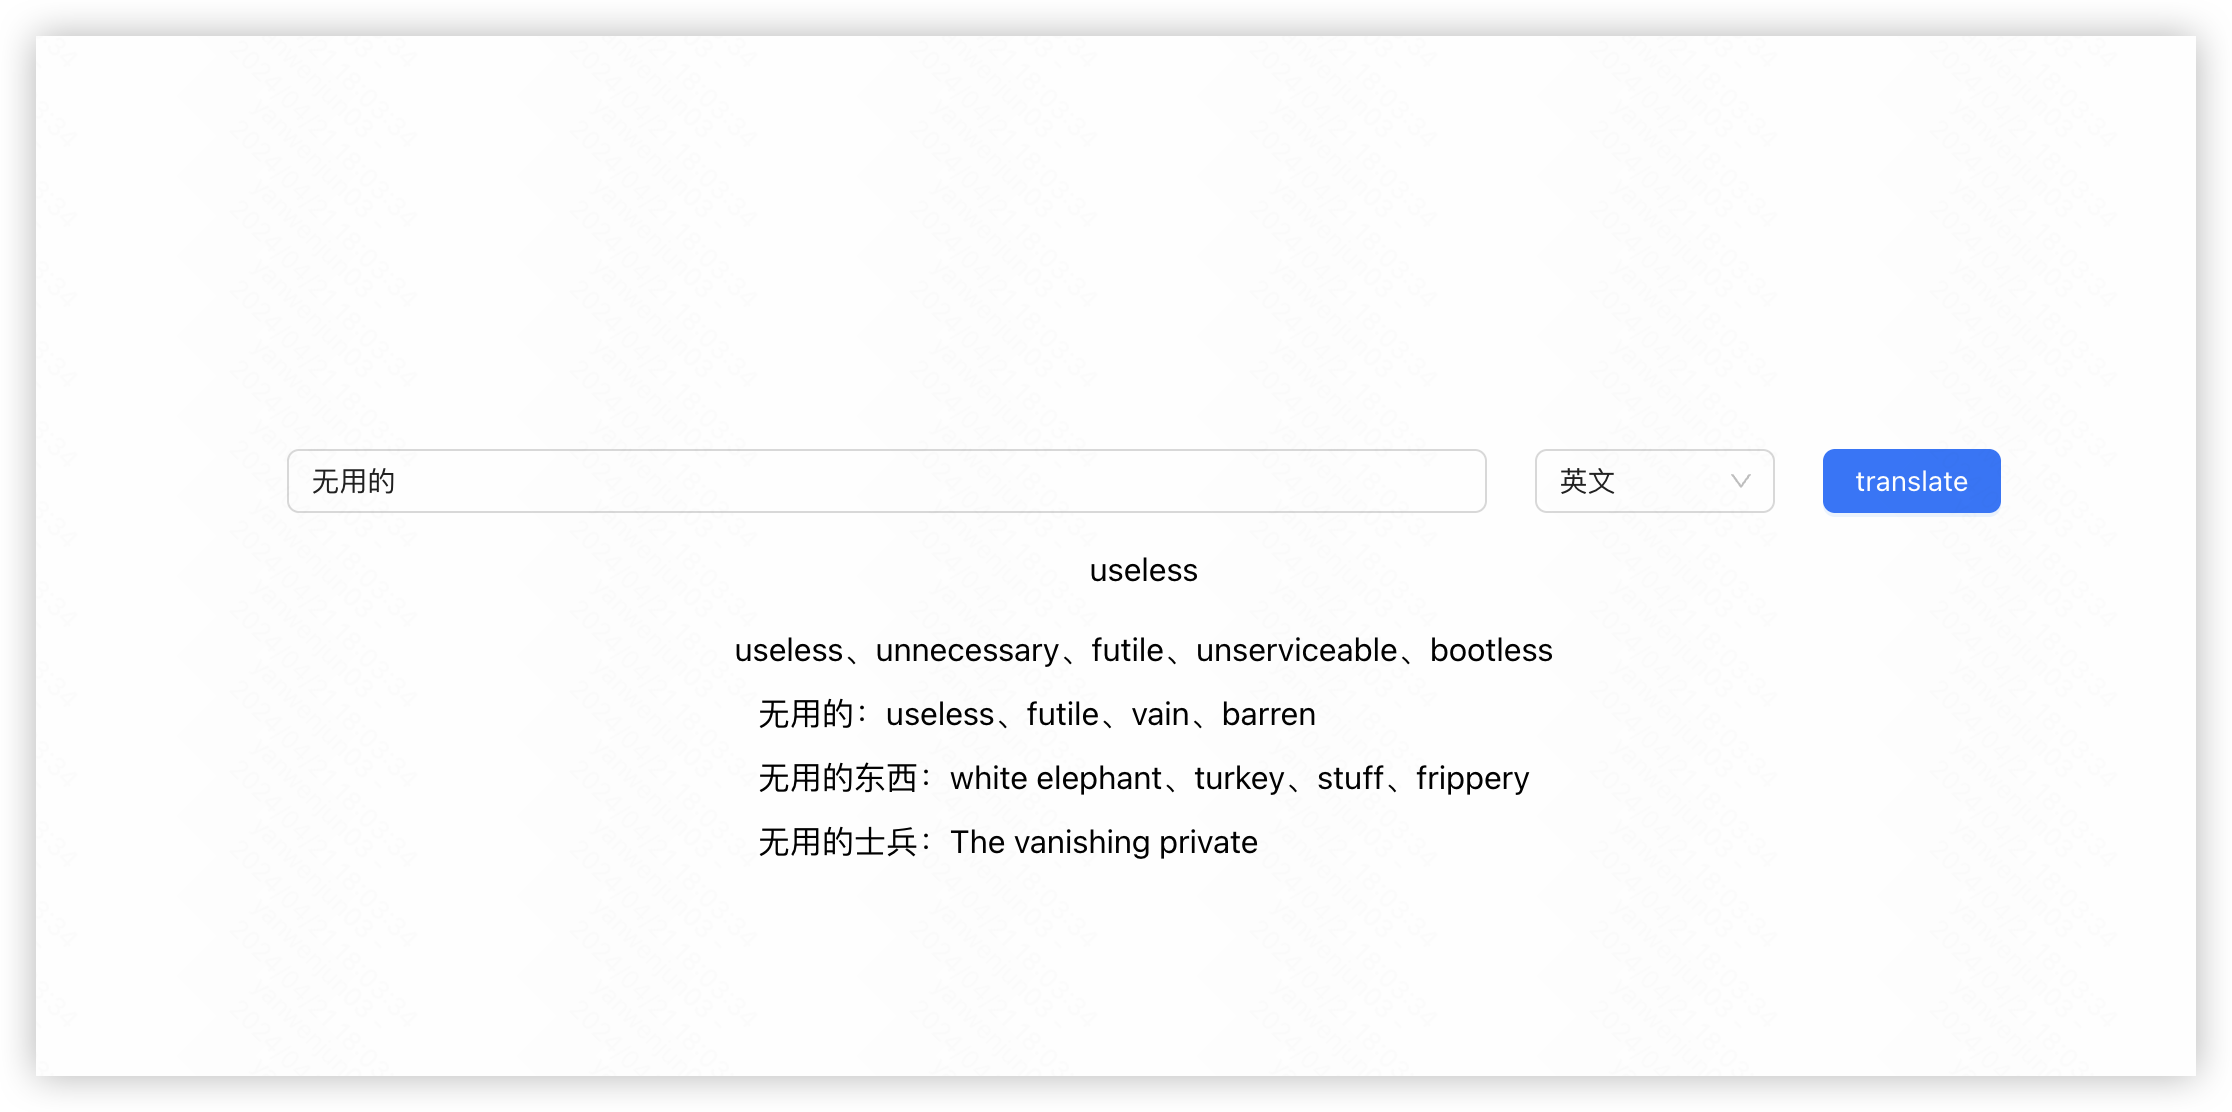 无用的
英文
translate
useless
useless、unnecessary、futile、unserviceable、bootless
无用的：useless、futile、vain、barren
无用的东西：white elephant、turkey、stuff、frippery
无用的士兵：The vanishing private